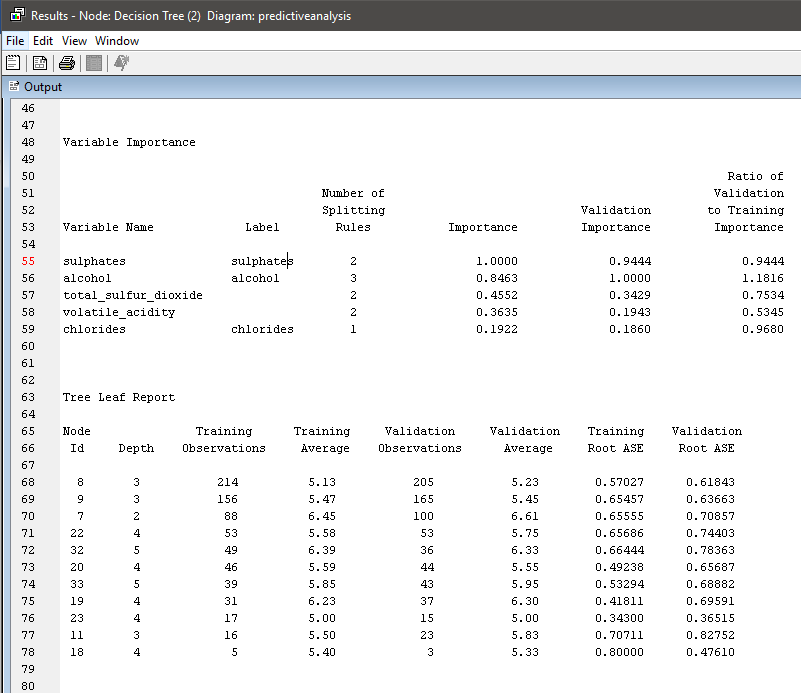 Results - Node: Decision Tree (2)  Diagram: predictiveanalysis
File  Edit  View  Window
Output
46
47
48    Variable Importance
49
50    Ratio of
51    Number of    Validation
52    Splitting    Validation    to Training
53    Variable Name    Label    Rules    Importance    Importance    Importance
54
55    sulphates    sulphates    2    1.0000    0.9444    0.9444
56    alcohol    alcohol    3    0.8463    1.0000    1.1816
57    total_sulfur_dioxide    2    0.4552    0.3429    0.7534
58    volatile_acidity    2    0.3635    0.1943    0.5345
59    chlorides    chlorides    1    0.1922    0.1860    0.9680
60
61
62
63    Tree Leaf Report
64
65    Node    Training    Training    Validation    Validation    Training    Validation
66    Id    Depth    Observations    Average    Observations    Average    Root ASE    Root ASE
67
68    8    3    214    5.13    205    5.23    0.57027    0.61843
69    9    3    156    5.47    165    5.45    0.65457    0.63663
70    7    2    88    6.45    100    6.61    0.65555    0.70857
71    22    4    53    5.58    53    5.75    0.65686    0.74403
72    32    5    49    6.39    36    6.33    0.66444    0.78363
73    20    4    46    5.59    44    5.55    0.49238    0.65687
74    33    5    39    5.85    43    5.95    0.53294    0.68882
75    19    4    31    6.23    37    6.30    0.41811    0.69591
76    23    4    17    5.00    15    5.00    0.34300    0.36515
77    11    3    16    5.50    23    5.83    0.70711    0.82752
78    18    4    5    5.40    3    5.33    0.80000    0.47610
79
80